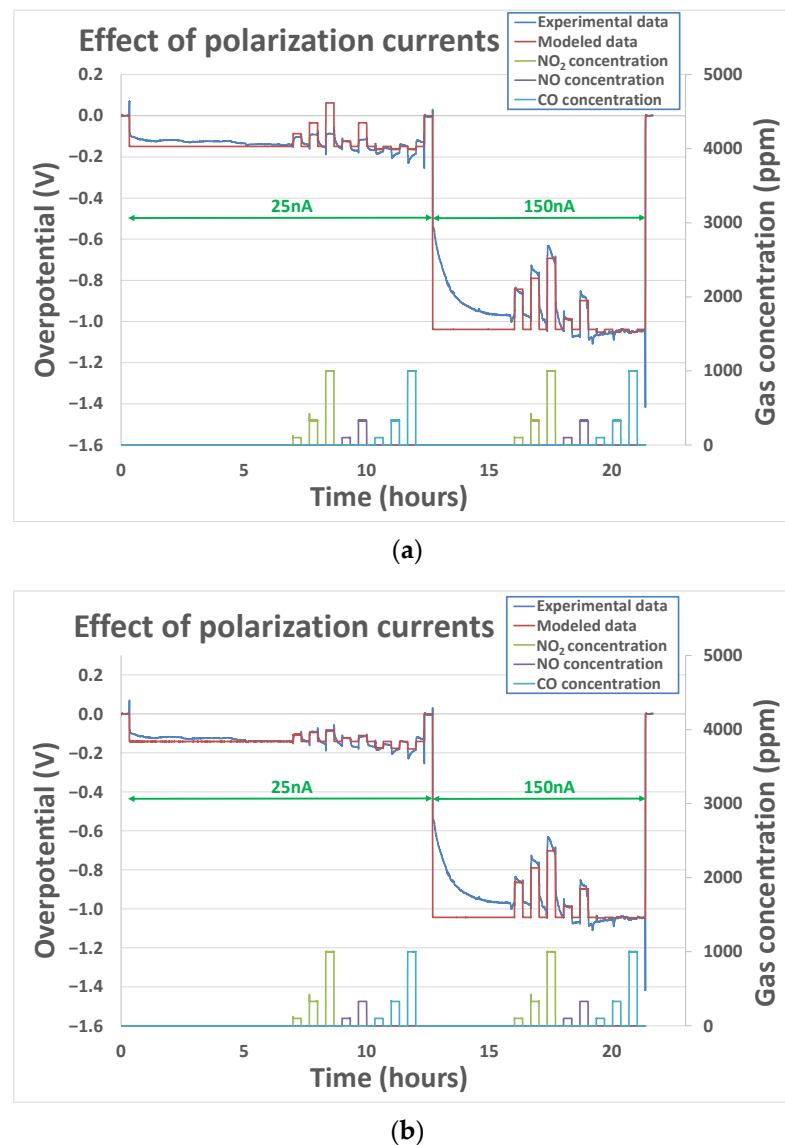 Effect of polarization currents
Experimental data
Modeled data
NO₂ concentration
NO concentration
CO concentration
0.2
0.0
−0.2
−0.4
−0.6
−0.8
−1.0
−1.2
−1.4
−1.6
Overpotential (V)
25nA
150nA
5000
4000
3000
2000
1000
0
Gas concentration (ppm)
0 5 10 15 20
Time (hours)
(a)
Effect of polarization currents
Experimental data
Modeled data
NO₂ concentration
NO concentration
CO concentration
0.2
0.0
−0.2
−0.4
−0.6
−0.8
−1.0
−1.2
−1.4
−1.6
Overpotential (V)
25nA
150nA
5000
4000
3000
2000
1000
0
Gas concentration (ppm)
0 5 10 15 20
Time (hours)
(b)